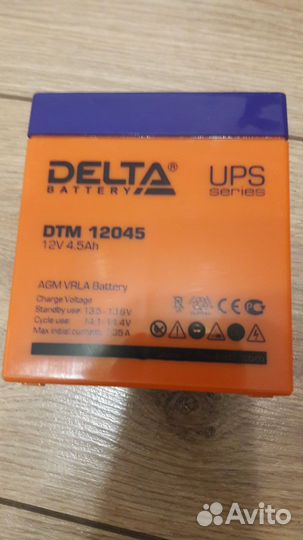 DELTA®
BATTERY
UPS
series
DTM 12045
12V 4.5Ah
AGM VRLA Battery
Charge Voltage
Standby use: 13.5 - 13.8V
Cycle use: 14.1 - 14.4V
Max initial current: 1.35A
Avito